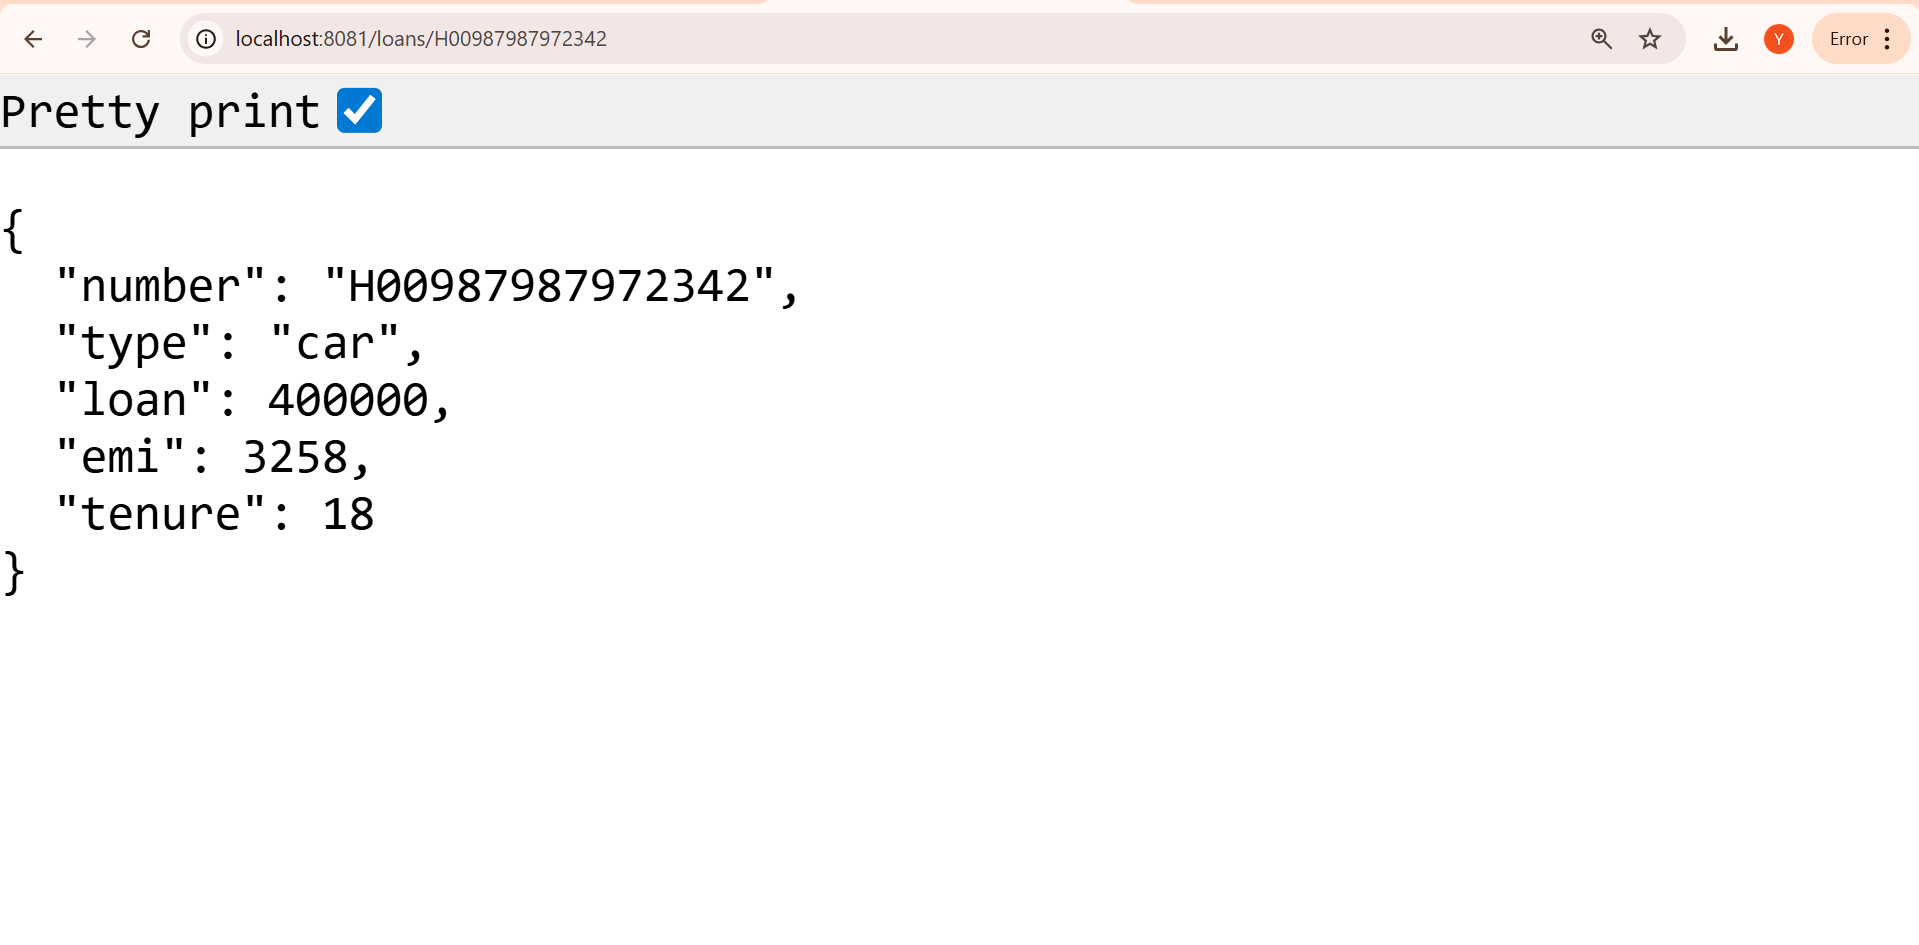 localhost:8081/loans/H00987987972342
Y
Error
Pretty print
{
"number": "H00987987972342",
"type": "car",
"loan": 400000,
"emi": 3258,
"tenure": 18
}